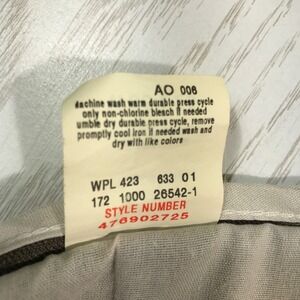 AO 006
machine wash warm durable press cycle
only non-chlorine bleach if needed
umble dry durable press cycle, remove
promptly cool iron if needed wash and
dry with like colors
WPL 423 633 01
172 1000 26542-1
STYLE NUMBER
476902725